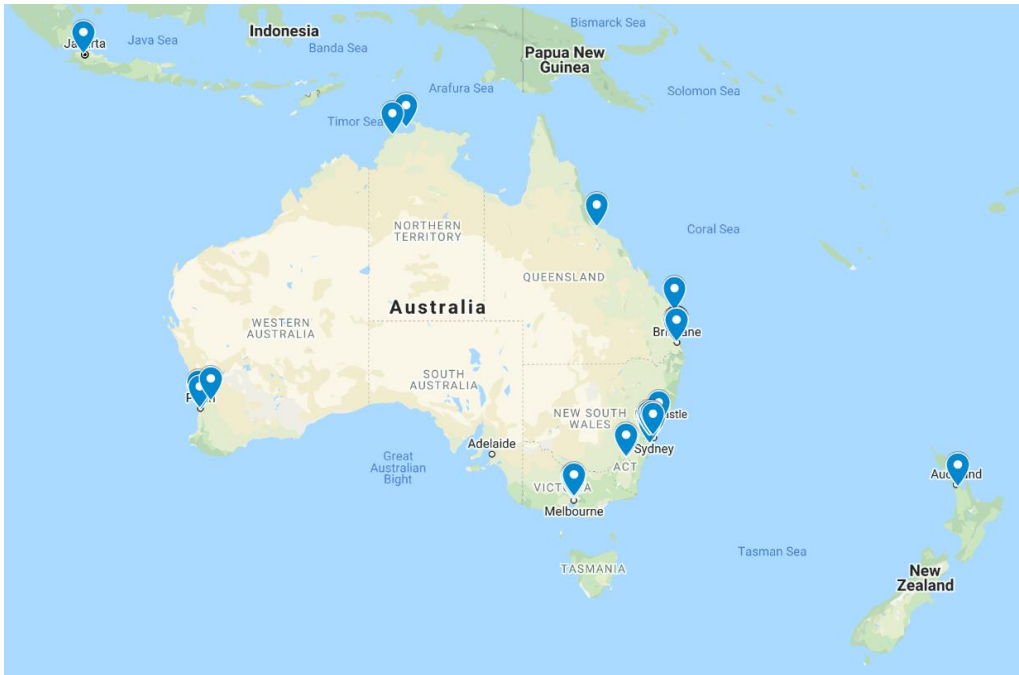 Bismarck Sea
Indonesia
Java Sea
Banda Sea
Papua New
Guinea
Arafura Sea
Solomon Sea
Timor Sea
Coral Sea
NORTHERN
TERRITORY
QUEENSLAND
Australia
WESTERN
AUSTRALIA
SOUTH
AUSTRALIA
NEW SOUTH
WALES
Adelaide
Sydney
Great
Australian
Bight
ACT
Melbourne
Tasman Sea
TASMANIA
New
Zealand